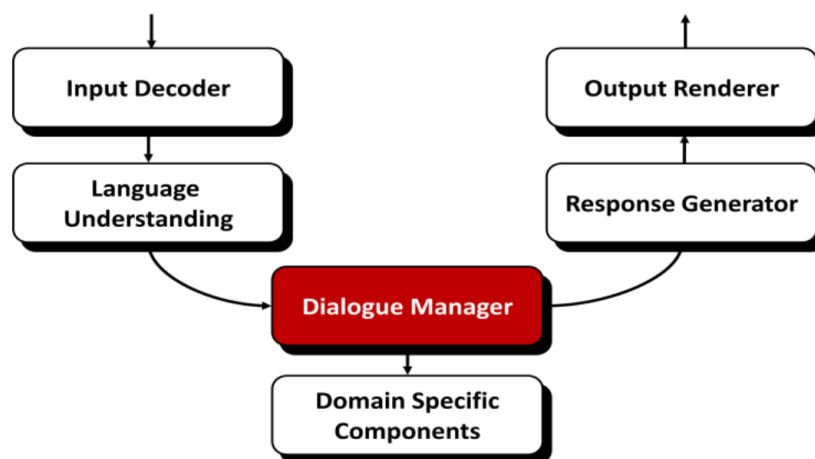 Input Decoder
Output Renderer
Language
Understanding
Response Generator
Dialogue Manager
Domain Specific
Components